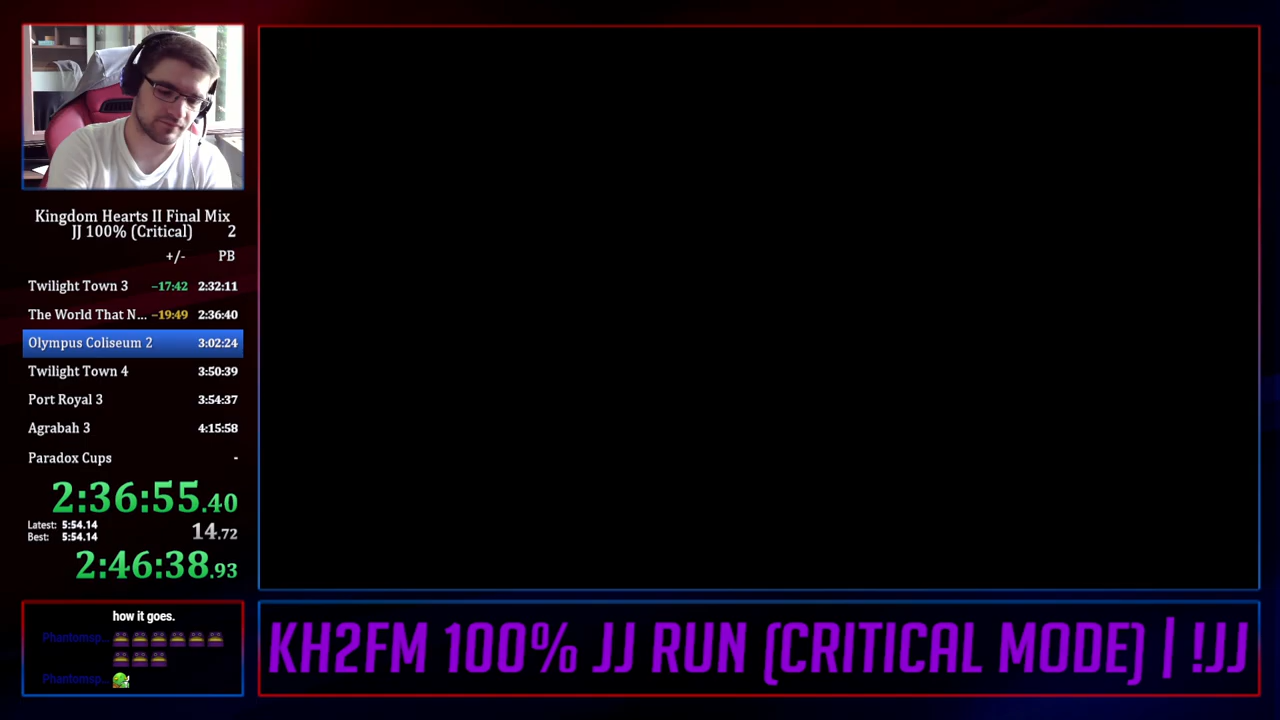 Kingdom Hearts II Final Mix
JJ 100% (Critical) 2
+/- PB
Twilight Town 3 -17:42 2:32:11
The World That N... -19:49 2:36:40
Olympus Coliseum 2 3:02:24
Twilight Town 4 3:50:39
Port Royal 3 3:54:37
Agrabah 3 4:15:58
Paradox Cups -
2:36:55.40
Latest: 5:54.14
Best: 5:54.14
14.72
2:46:38.93
how it goes.
Phantomsp...
Phantomsp...
KH2FM 100% JJ RUN (CRITICAL MODE) | !JJ